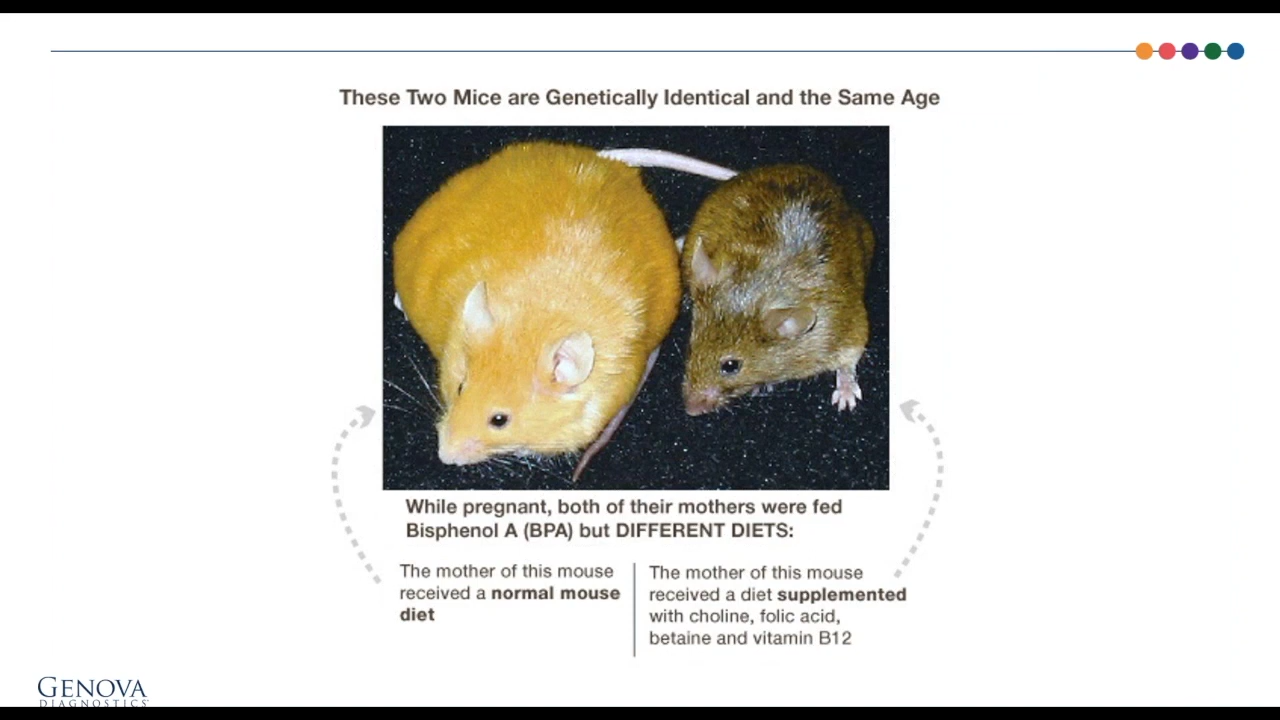 These Two Mice are Genetically Identical and the Same Age
While pregnant, both of their mothers were fed
Bisphenol A (BPA) but DIFFERENT DIETS:
The mother of this mouse
received a normal mouse
diet
The mother of this mouse
received a diet supplemented
with choline, folic acid,
betaine and vitamin B12
GENOVA
DIAGNOSTICS